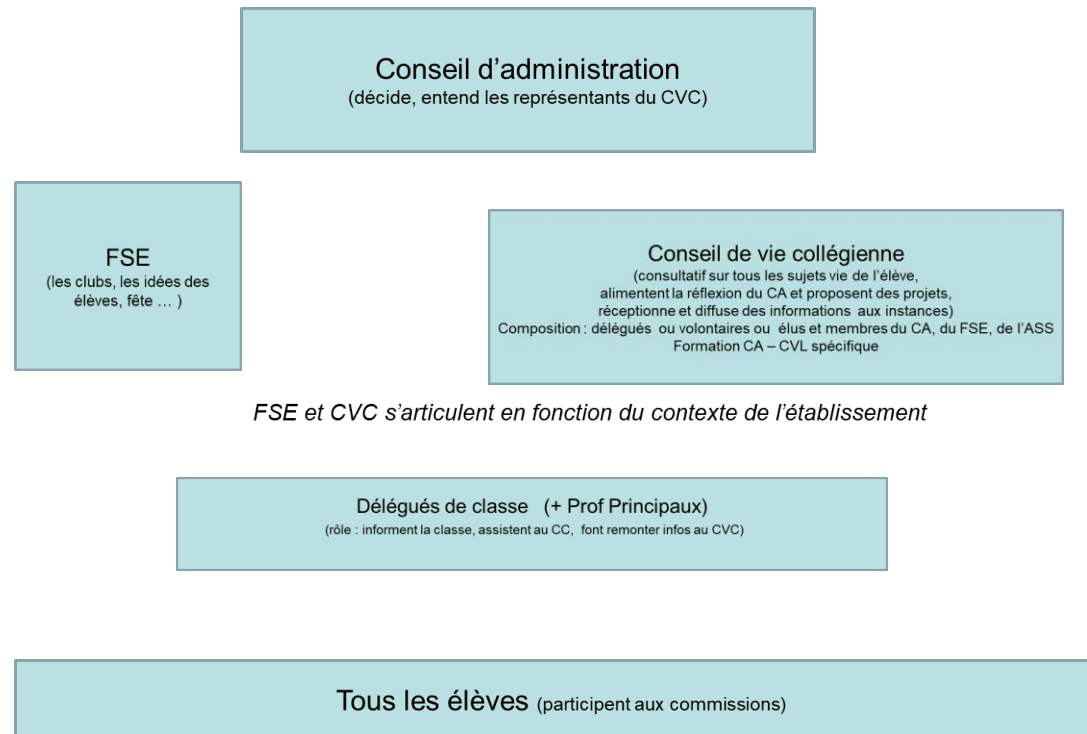 Conseil d’administration
(décide, entend les représentants du CVC)
FSE
(les clubs, les idées des
élèves, fête … )
Conseil de vie collégienne
(consultatif sur tous les sujets vie de l’élève,
alimentent la réflexion du CA et proposent des projets,
réceptionne et diffuse des informations aux instances)
Composition : délégués ou volontaires ou élus et membres du CA, du FSE, de l’ASS
Formation CA – CVL spécifique
FSE et CVC s’articulent en fonction du contexte de l’établissement
Délégués de classe (+ Prof Principaux)
(rôle : informent la classe, assistent au CC, font remonter infos au CVC)
Tous les élèves (participent aux commissions)